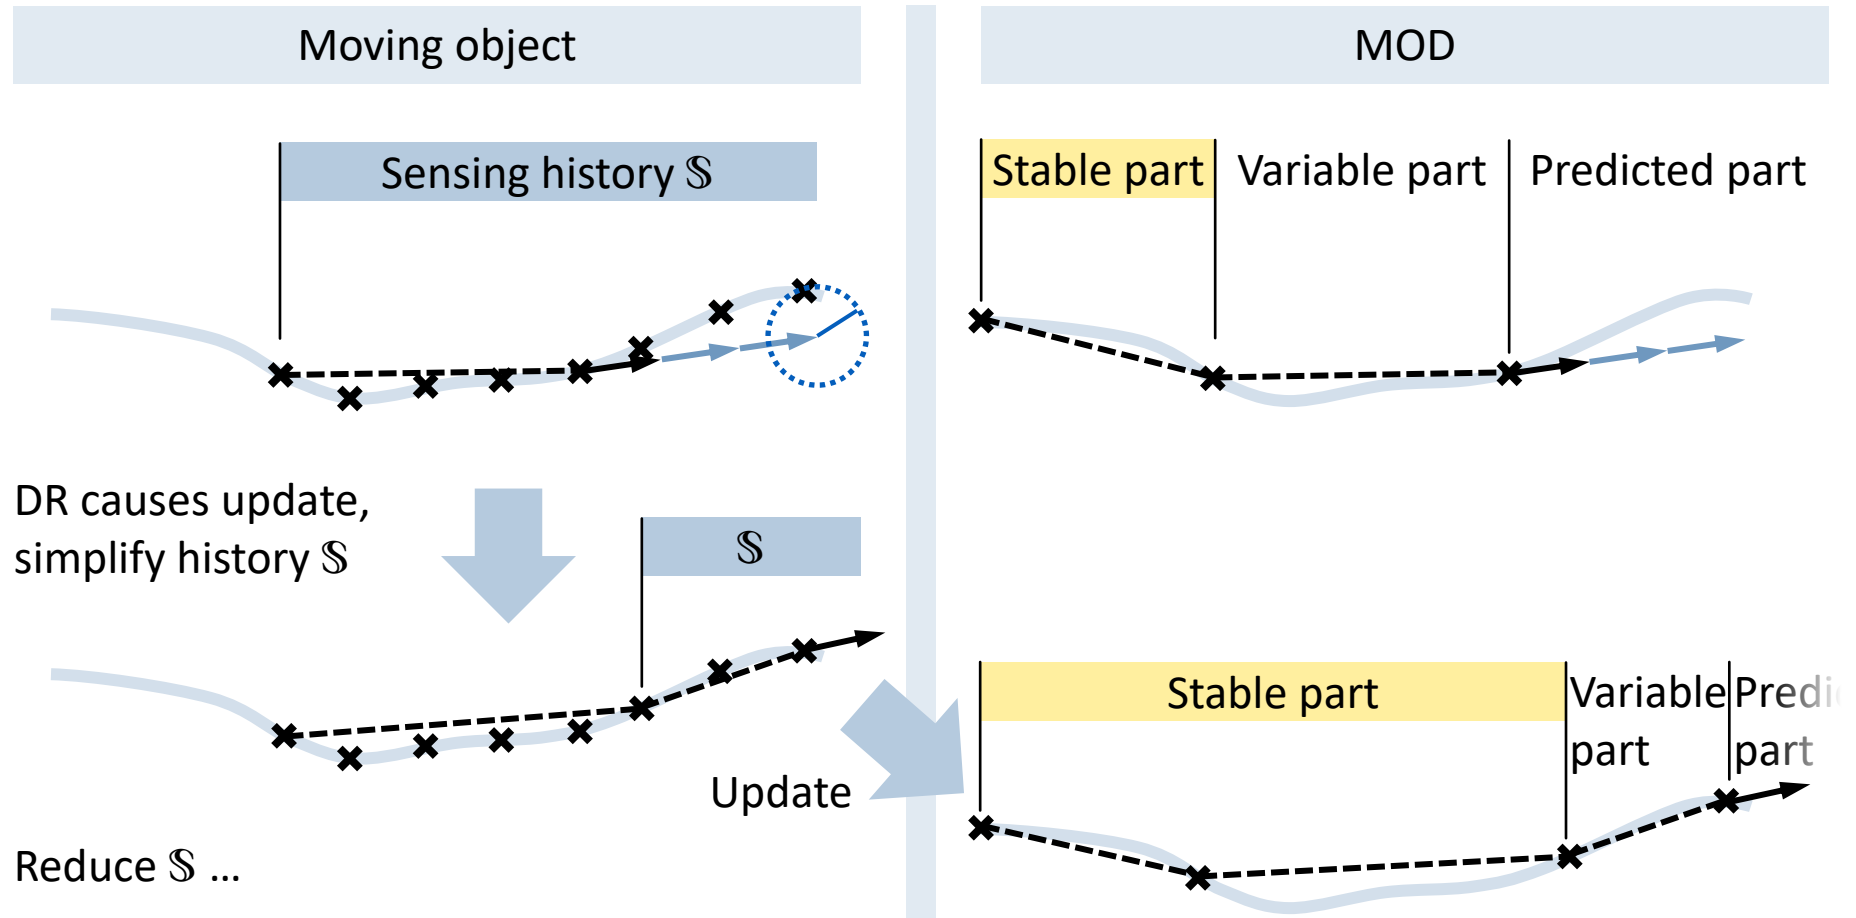 Moving object
MOD
Sensing history 𝕊
Stable part
Variable part
Predicted part
DR causes update,
simplify history 𝕊
𝕊
Update
Reduce 𝕊 ...
Stable part
Variable
part
Predi
part